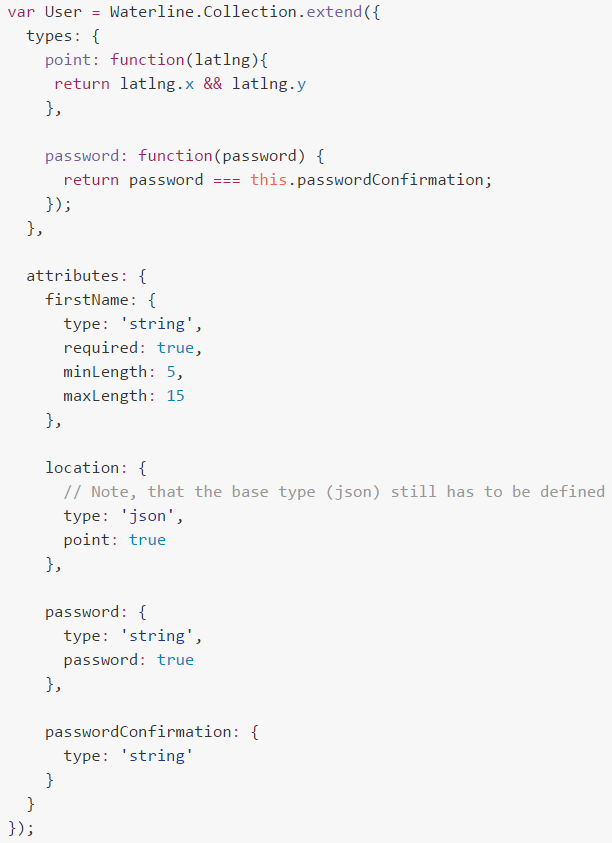 var User = Waterline.Collection.extend({
  types: {
    point: function(latlng){
     return latlng.x && latlng.y
    },

    password: function(password) {
      return password === this.passwordConfirmation;
    });
  },

  attributes: {
    firstName: {
      type: 'string',
      required: true,
      minLength: 5,
      maxLength: 15
    },

    location: {
      // Note, that the base type (json) still has to be defined
      type: 'json',
      point: true
    },

    password: {
      type: 'string',
      password: true
    },

    passwordConfirmation: {
      type: 'string'
    }
  }
});